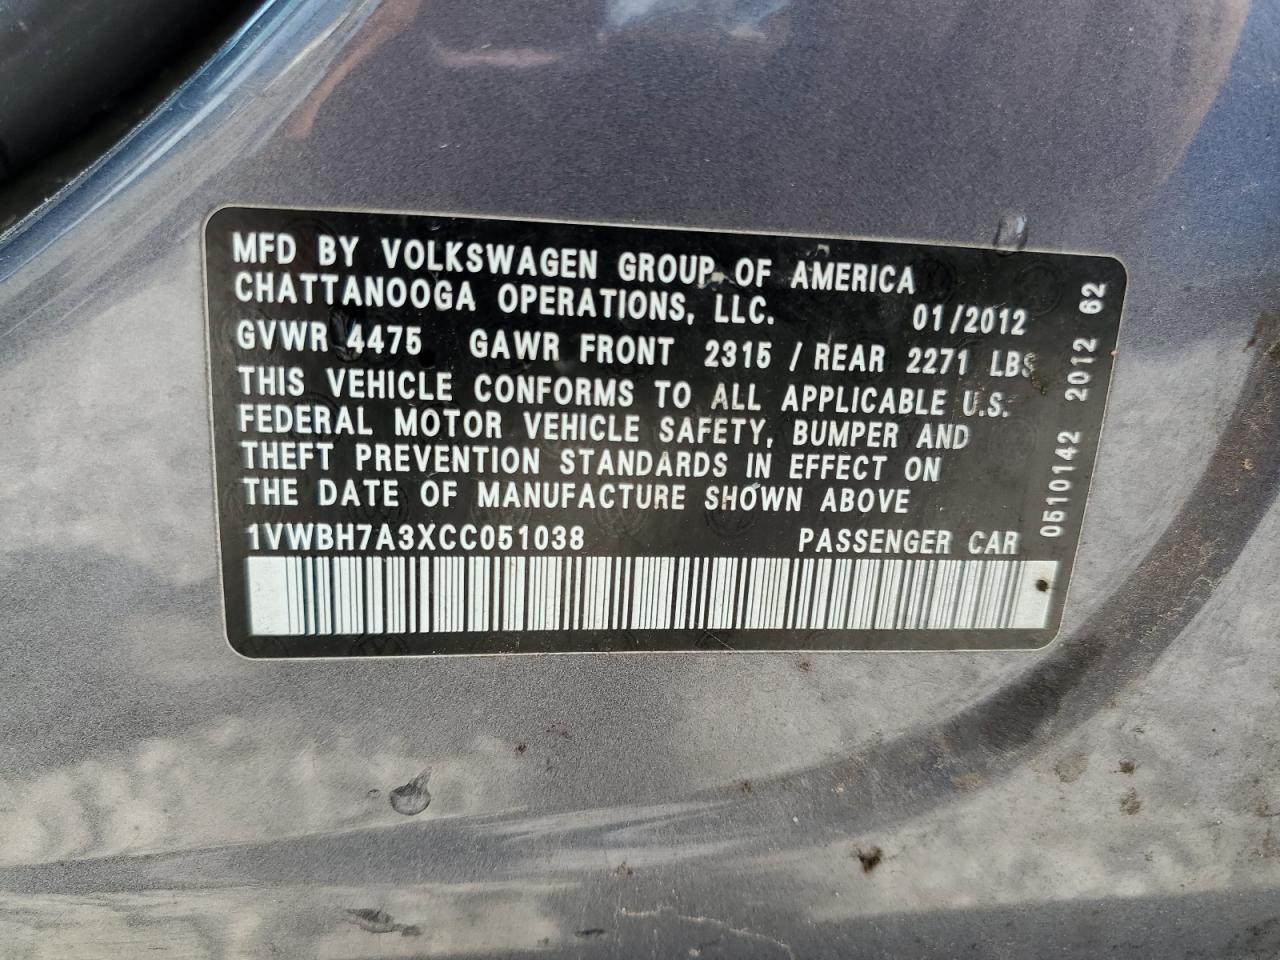 MFD BY VOLKSWAGEN GROUP OF AMERICA
CHATTANOOGA OPERATIONS, LLC. 01/2012
GVWR 4475 GAWR FRONT 2315 / REAR 2271 LBS
THIS VEHICLE CONFORMS TO ALL APPLICABLE U.S.
FEDERAL MOTOR VEHICLE SAFETY, BUMPER AND
THEFT PREVENTION STANDARDS IN EFFECT ON
THE DATE OF MANUFACTURE SHOWN ABOVE
1VWBH7A3XCC051038 PASSENGER CAR
0510142 2012 62